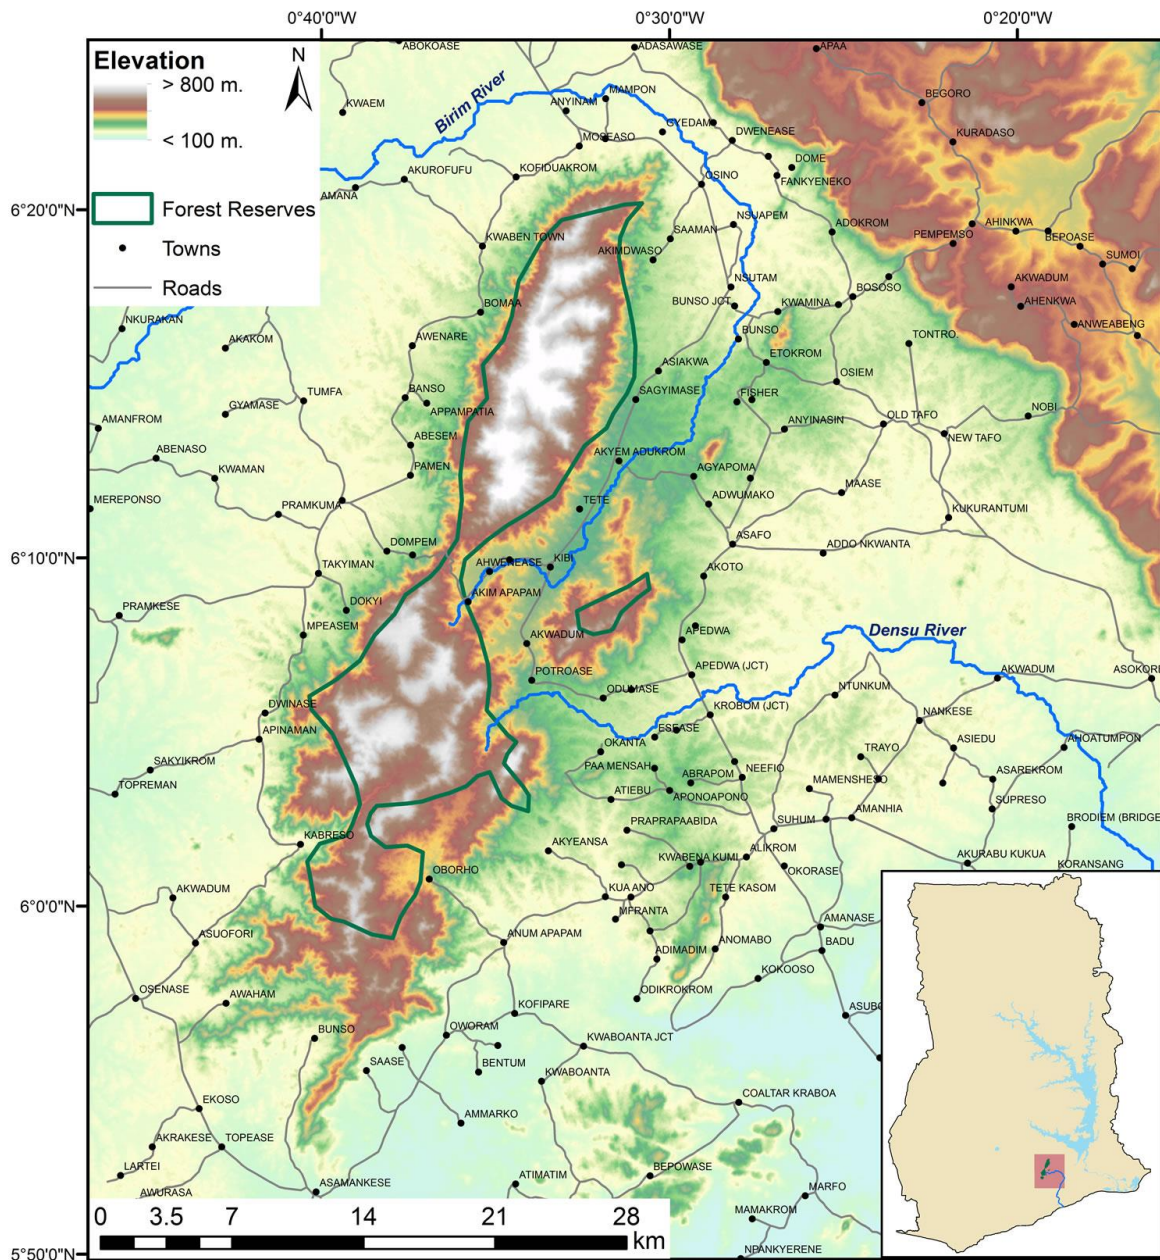 0°40'0"W
0°30'0"W
0°20'0"W
Elevation
> 800 m.
< 100 m.
N
Forest Reserves
Towns
Roads
6°20'0"N
6°10'0"N
6°0'0"N
5°50'0"N
ABOKOASE
ADASAWASE
APAA
KWAEM
Birim River
MAMPON
ANYINAM
BEGORO
GYEDAM
MOSEASO
DWENEASE
KURADASO
AKUROFUFU
KOFIDUAKROM
DOME
FANKYENEKO
AMANA
OSINO
NSUAPEM
ADOKROM
AHINKWA
PEMPEMSO
BEPOASE
SUMOI
KWABEN TOWN
SAAMAN
AKIMDWASO
NSUTAM
AKWADUM
BOSOSO
AHENKWA
BUNSO JCT
KWAMINA
BOMAA
NKURAKAN
ANWEABENG
AKAKOM
AWENARE
BUNSO
TONTRO.
ETOKROM
ASIAKWA
OSIEM
TUMFA
BANSO
SAGYIMASE
FISHER
GYAMASE
APPAMPATIA
AMANFROM
ANYINASIN
OLD TAFO
NOBI
NEW TAFO
ABESEM
ABENASO
AKYEM ADUKROM
KWAMAN
PAMEN
AGYAPOMA
MAASE
MEREPONSO
PRAMKUMA
TETE
ADWUMAKO
KUKURANTUMI
DOMPEM
ASAFO
ADDO NKWANTA
TAKYIMAN
AHWENEASE
KIBI
AKOTO
AKIM APAPAM
DOKYI
PRAMKESE
MPEASEM
AKWADUM
APEDWA
Densu River
POTROASE
APEDWA (JCT)
AKWADUM
ASOKORE
ODUMASE
NTUNKUM
DWINASE
KROBOM (JCT)
NANKESE
APINAMAN
ESEASE
OKANTA
TRAYO
ASIEDU
AHOATUMPON
SAKYIKROM
PAA MENSAH
ABRAPOM
NEEFIO
MAMENSHESO
ASAREKROM
TOPREMAN
ATIEBU
APONOAPONO
SUPRESO
AMANHIA
PRAPRAPAABIDA
SUHUM
BRODIEM (BRIDGE
KABRESO
AKYEANSA
ALIKROM
KWABENA KUMI
AKURABU KUKUA
OBORHO
OKORASE
KORANSANG
AKWADUM
KUA ANO
TETE KASOM
MFRANTA
AMANASE
ASUOFORI
ANUM APAPAM
ANOMABO
BADU
ADIMADIM
KOKOOSO
OSENASE
AWAHAM
ODIKROKROM
KOFIPARE
ASUBO
BUNSO
OWORAM
KWABOANTA JCT
SAASE
BENTUM
KWABOANTA
EKOSO
COALTAR KRABOA
AMMARKO
AKRAKESE
TOPEASE
LARTEI
BEPOWASE
ATIMATIM
AWURASA
ASAMANKESE
MARFO
MAMAKROM
NPANKYERENE
0 3.5 7 14 21 28
km